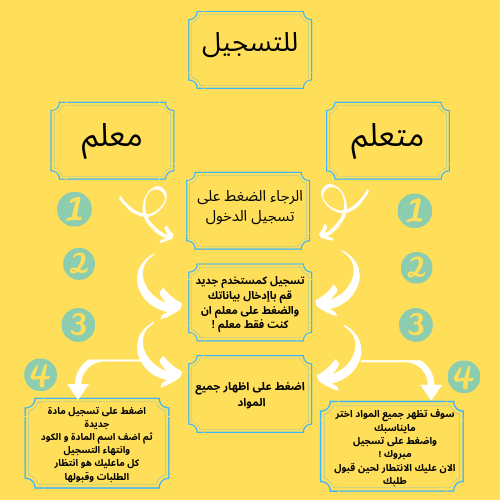 للتسجيل
متعلم
معلم
الرجاء الضغط على
تسجيل الدخول
1
1
2
2
تسجيل كمستخدم جديد
قم باإدخال بياناتك
والضغط على معلم ان
كنت فقط معلم !
3
3
اضغط على اظهار جميع
المواد
4
4
سوف تظهر جميع المواد اختر
مايناسبك
واضغط على تسجيل
مبروك !
الان عليك الانتظار لحين قبول
طلبك
اضغط على تسجيل مادة
جديدة
ثم اضف اسم المادة و الكود
وانتهاء التسجيل
كل ماعليك هو انتظار
الطلبات وقبولها